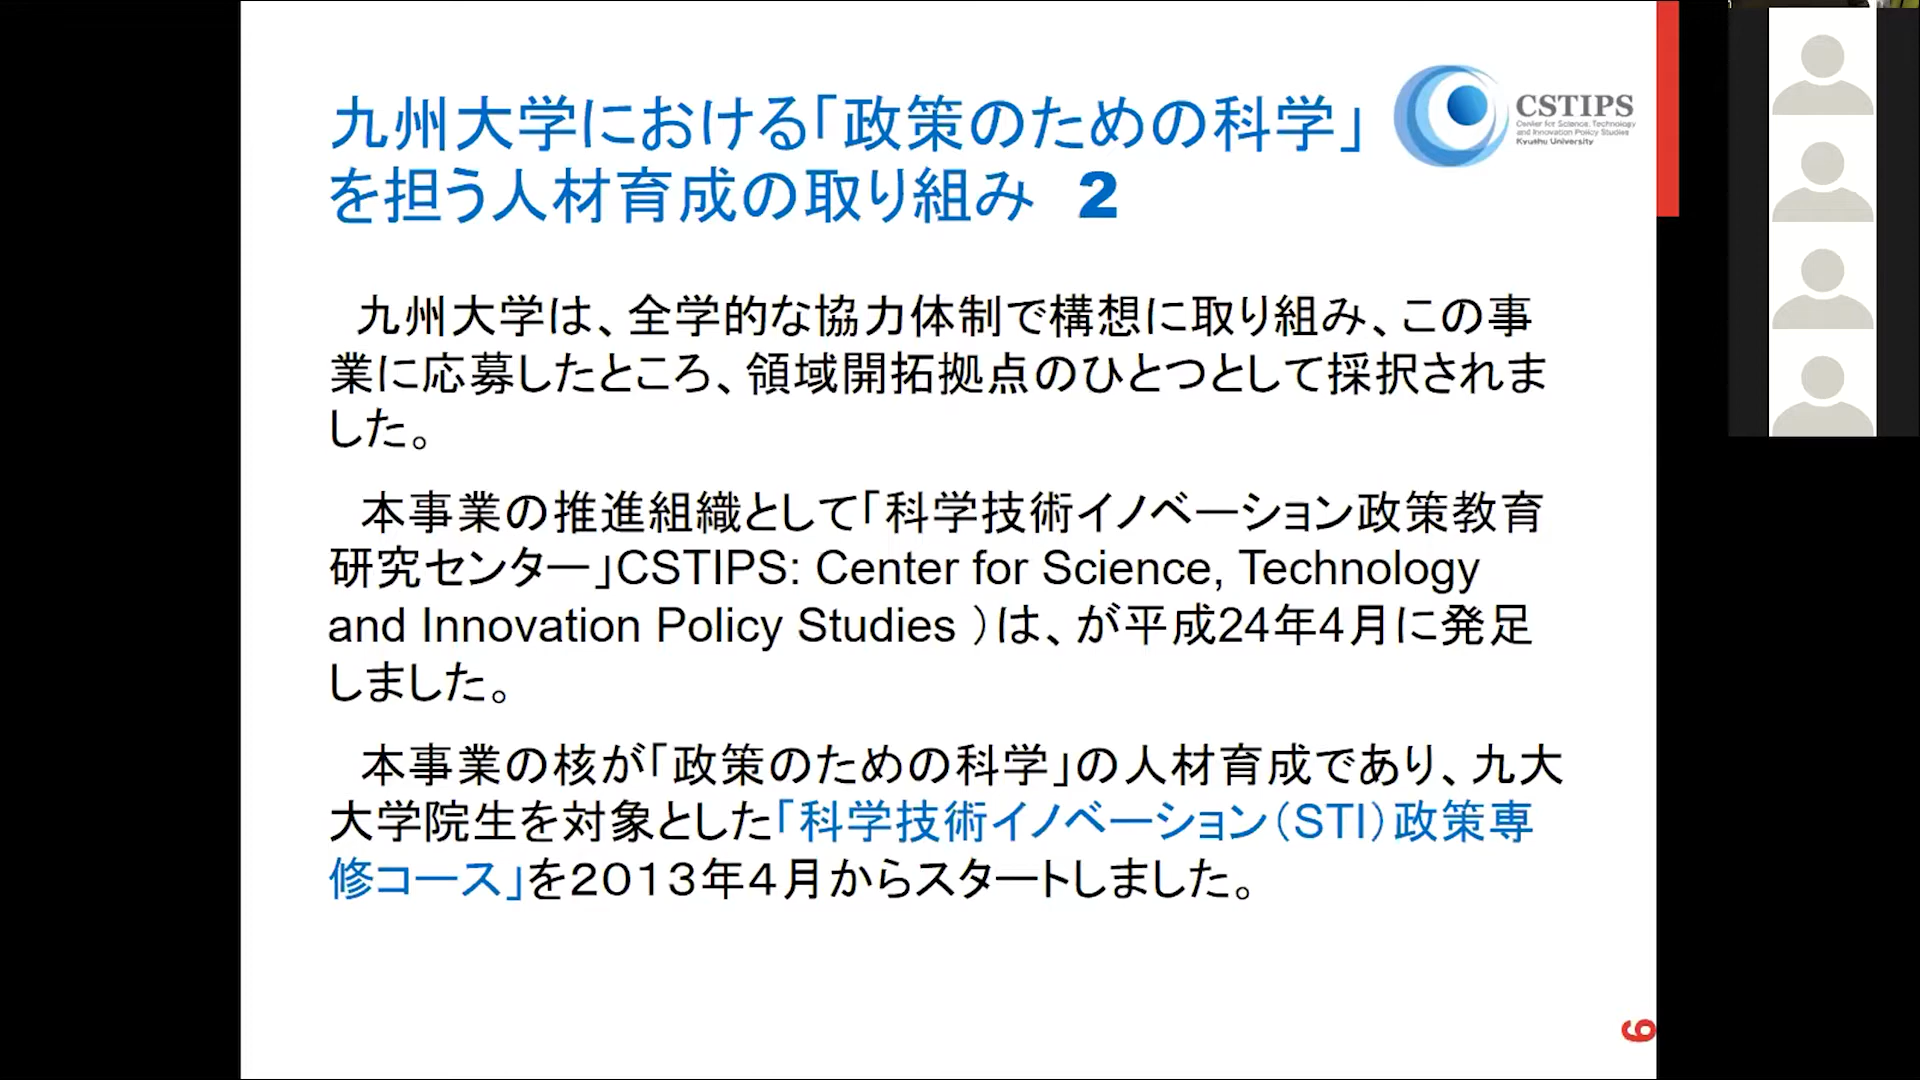 九州大学における「政策のための科学」
を担う人材育成の取り組み 2
CSTIPS
Center for Science, Technology
and Innovation Policy Studies
Kyushu University
九州大学は、全学的な協力体制で構想に取り組み、この事
業に応募したところ、領域開拓拠点のひとつとして採択されま
した。
本事業の推進組織として「科学技術イノベーション政策教育
研究センター」CSTIPS: Center for Science, Technology
and Innovation Policy Studies )は、が平成24年4月に発足
しました。
本事業の核が「政策のための科学」の人材育成であり、九大
大学院生を対象とした「科学技術イノベーション(STI)政策専
修コース」を2013年4月からスタートしました。
6